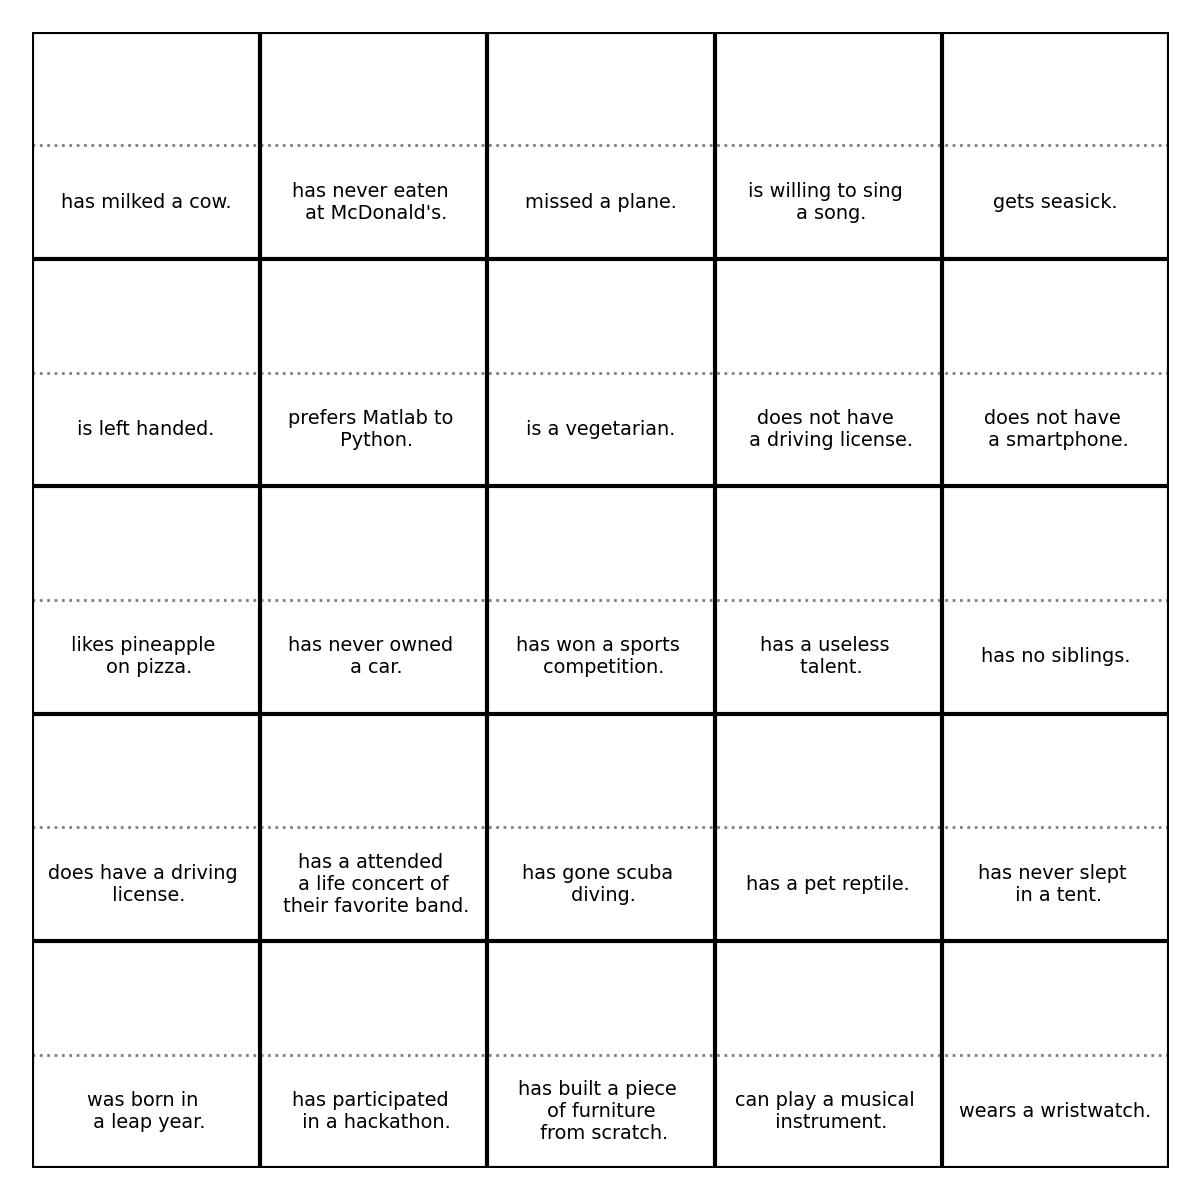 has milked a cow.
has never eaten
at McDonald's.
missed a plane.
is willing to sing
a song.
gets seasick.
is left handed.
prefers Matlab to
Python.
is a vegetarian.
does not have
a driving license.
does not have
a smartphone.
likes pineapple
on pizza.
has never owned
a car.
has won a sports
competition.
has a useless
talent.
has no siblings.
does have a driving
license.
has a attended
a life concert of
their favorite band.
has gone scuba
diving.
has a pet reptile.
has never slept
in a tent.
was born in
a leap year.
has participated
in a hackathon.
has built a piece
of furniture
from scratch.
can play a musical
instrument.
wears a wristwatch.